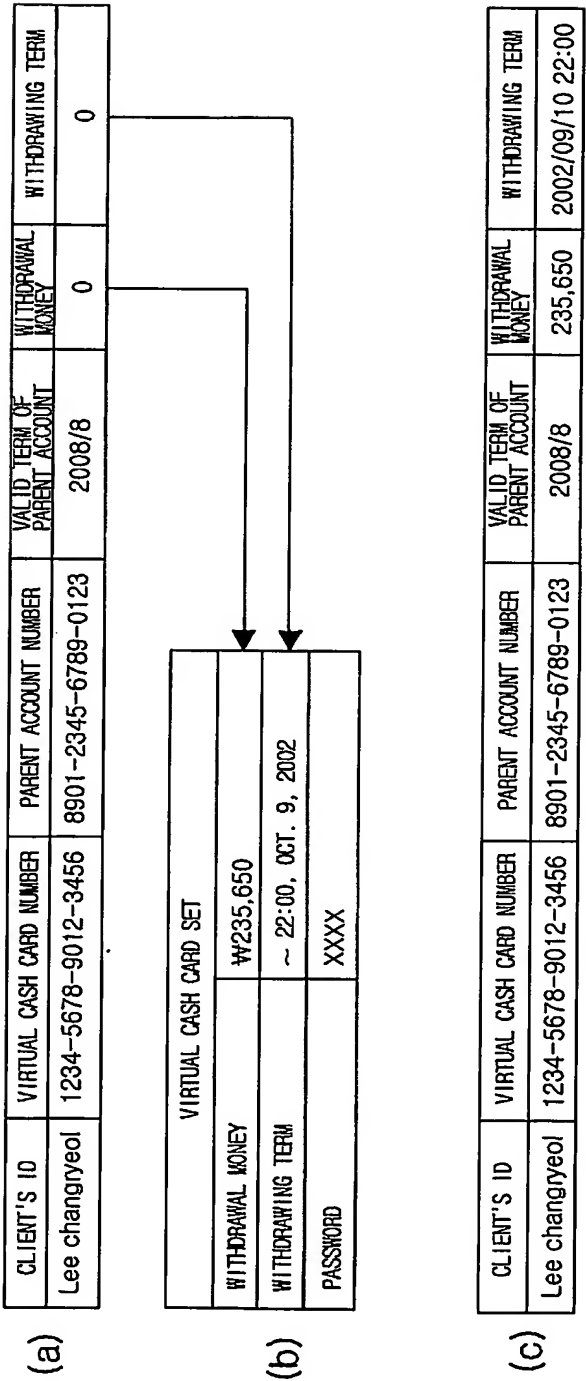 (a)
CLIENT'S ID VIRTUAL CASH CARD NUMBER PARENT ACCOUNT NUMBER VALID TERM OF PARENT ACCOUNT WITHDRAWAL MONEY WITHDRAWING TERM
Lee changryeol 1234-5678-9012-3456 8901-2345-6789-0123 2008/8 0 0
(b)
VIRTUAL CASH CARD SET
WITHDRAWAL MONEY ₩235,650
WITHDRAWING TERM ~ 22:00, OCT. 9, 2002
PASSWORD XXXX
(c)
CLIENT'S ID VIRTUAL CASH CARD NUMBER PARENT ACCOUNT NUMBER VALID TERM OF PARENT ACCOUNT WITHDRAWAL MONEY WITHDRAWING TERM
Lee changryeol 1234-5678-9012-3456 8901-2345-6789-0123 2008/8 235,650 2002/09/10 22:00